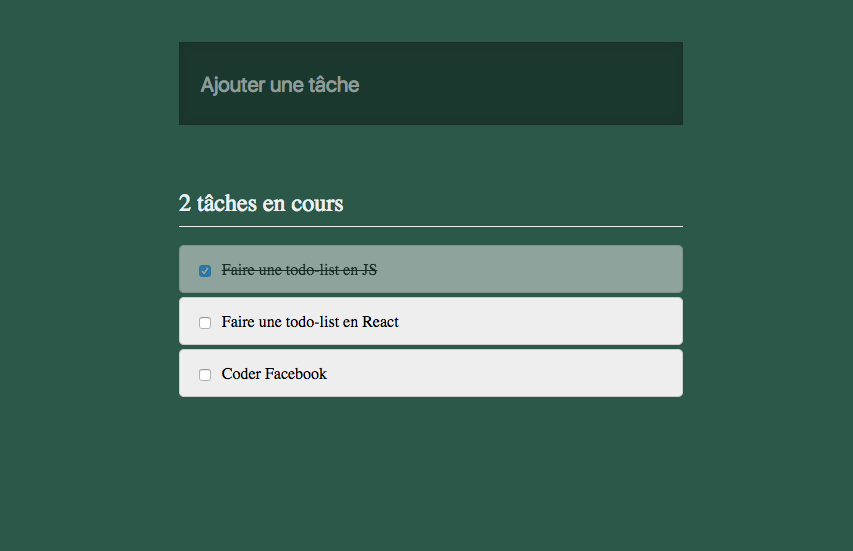 Ajouter une tâche
2 tâches en cours
Faire une todo-list en JS
Faire une todo-list en React
Coder Facebook